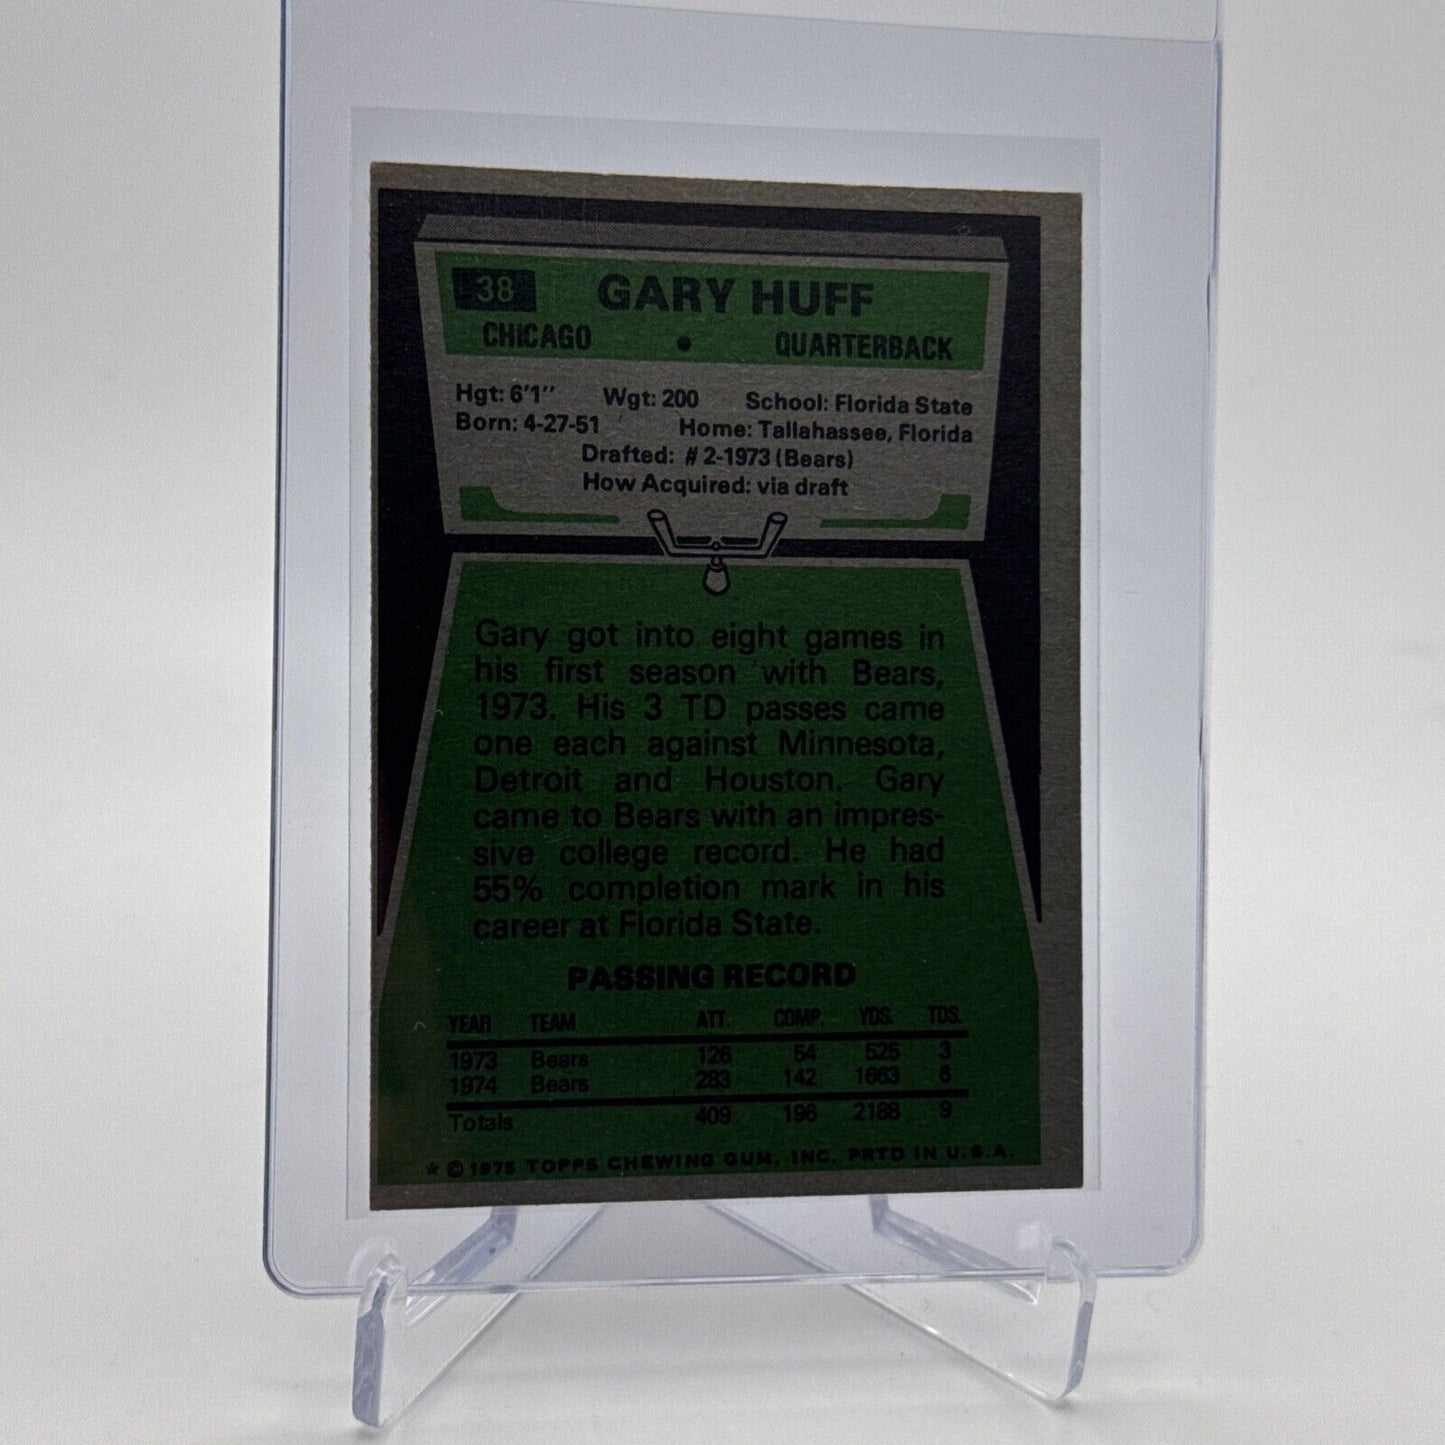 38 GARY HUFF
CHICAGO • QUARTERBACK
Hgt: 6'1" Wgt: 200 School: Florida State
Born: 4-27-51 Home: Tallahassee, Florida
Drafted: #2-1973 (Bears)
How Acquired: via draft
Gary got into eight games in
his first season with Bears,
1973. His 3 TD passes came
one each against Minnesota,
Detroit and Houston. Gary
came to Bears with an impres-
sive college record. He had
55% completion mark in his
career at Florida State.
PASSING RECORD
YEAR TEAM ATT. COMP. YDS. TDS.
1973 Bears 126 54 525 3
1974 Bears 283 142 1663 6
Totals 409 196 2188 9
* © 1975 TOPPS CHEWING GUM, INC. PRTD IN U.S.A.